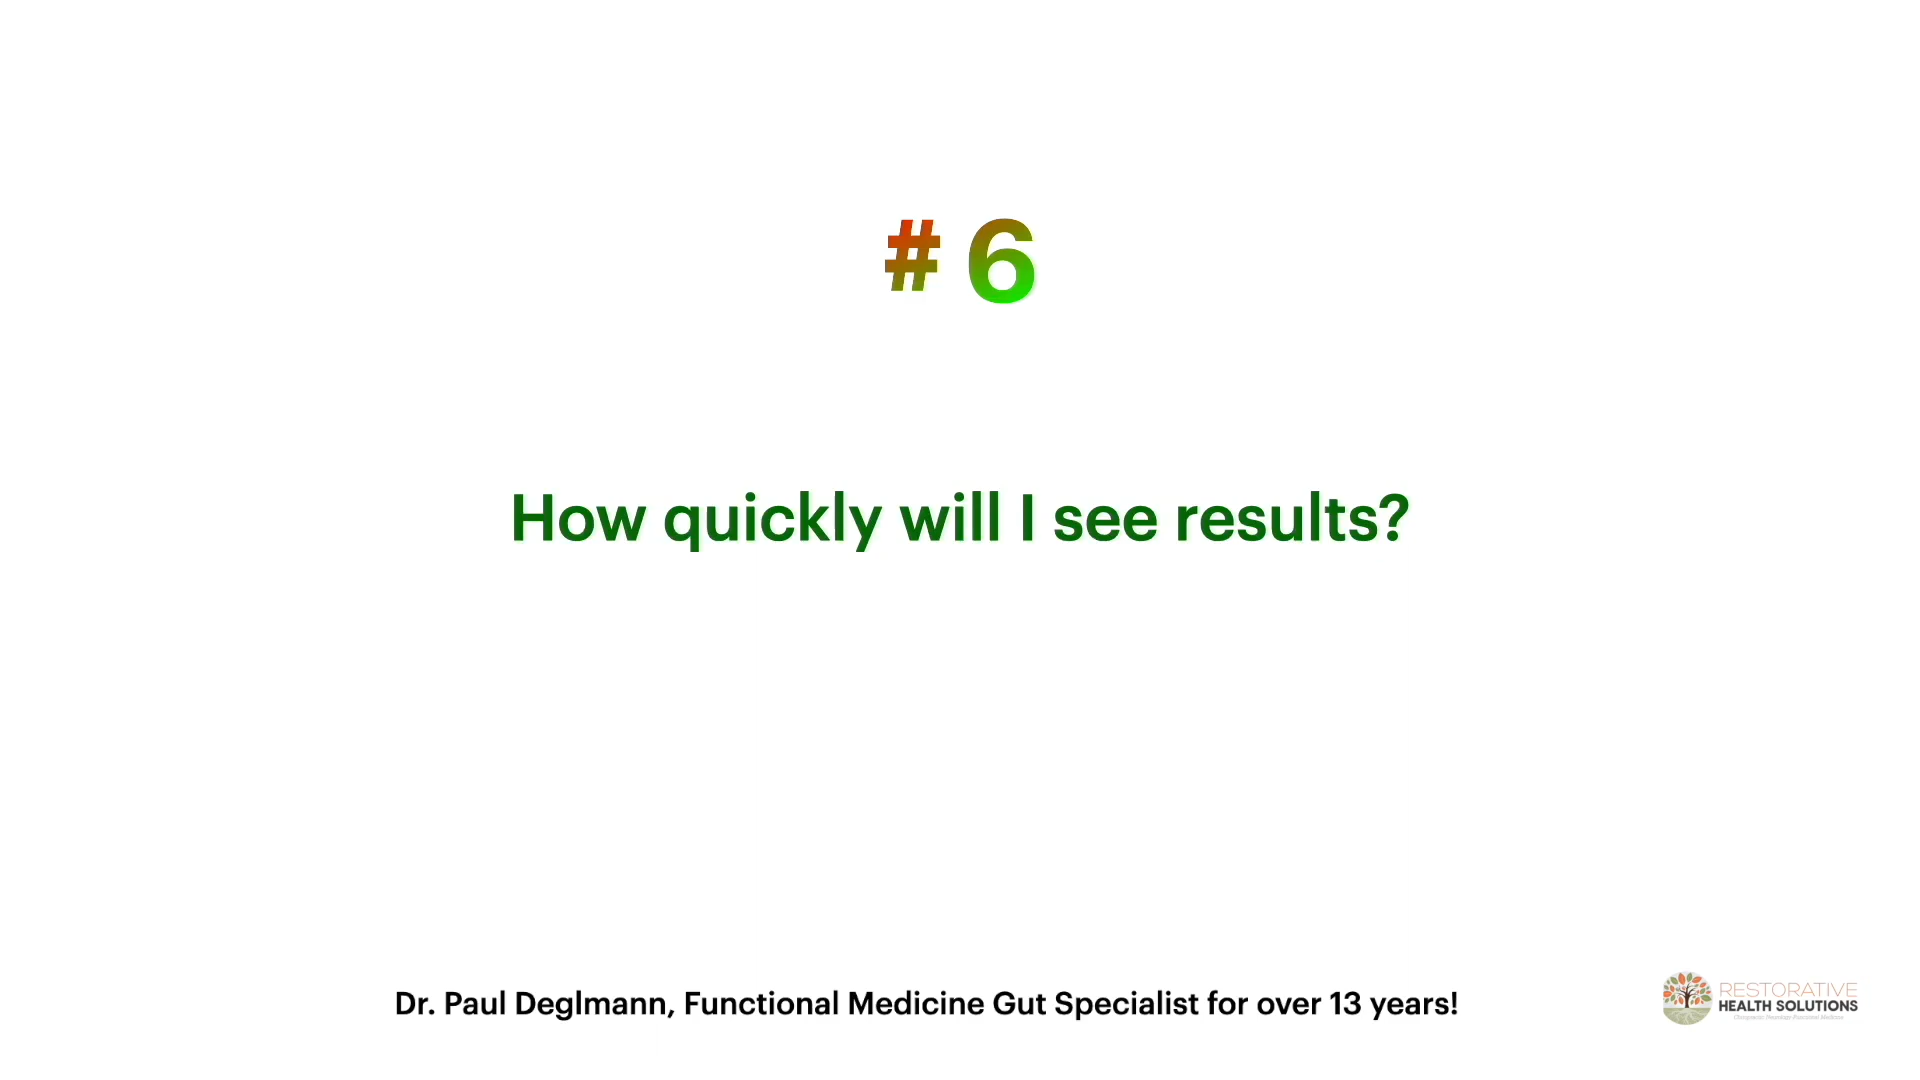 # 6
How quickly will I see results?
Dr. Paul Deglmann, Functional Medicine Gut Specialist for over 13 years!
RESTORATIVE
HEALTH SOLUTIONS